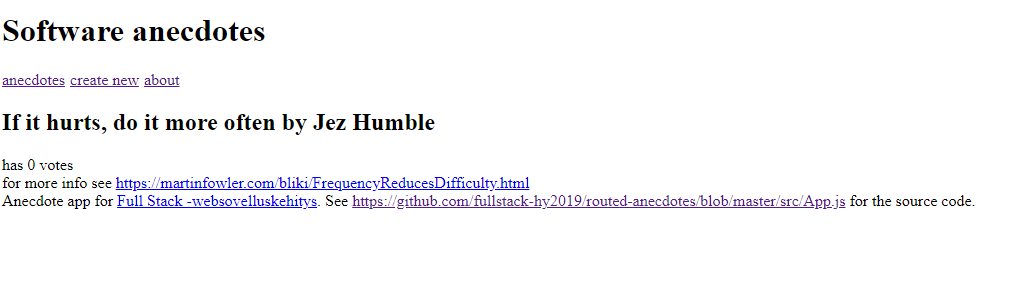 Software anecdotes
anecdotes create new about
If it hurts, do it more often by Jez Humble
has 0 votes
for more info see https://martinfowler.com/bliki/FrequencyReducesDifficulty.html
Anecdote app for Full Stack -websovelluskehitys. See https://github.com/fullstack-hy2019/routed-anecdotes/blob/master/src/App.js for the source code.